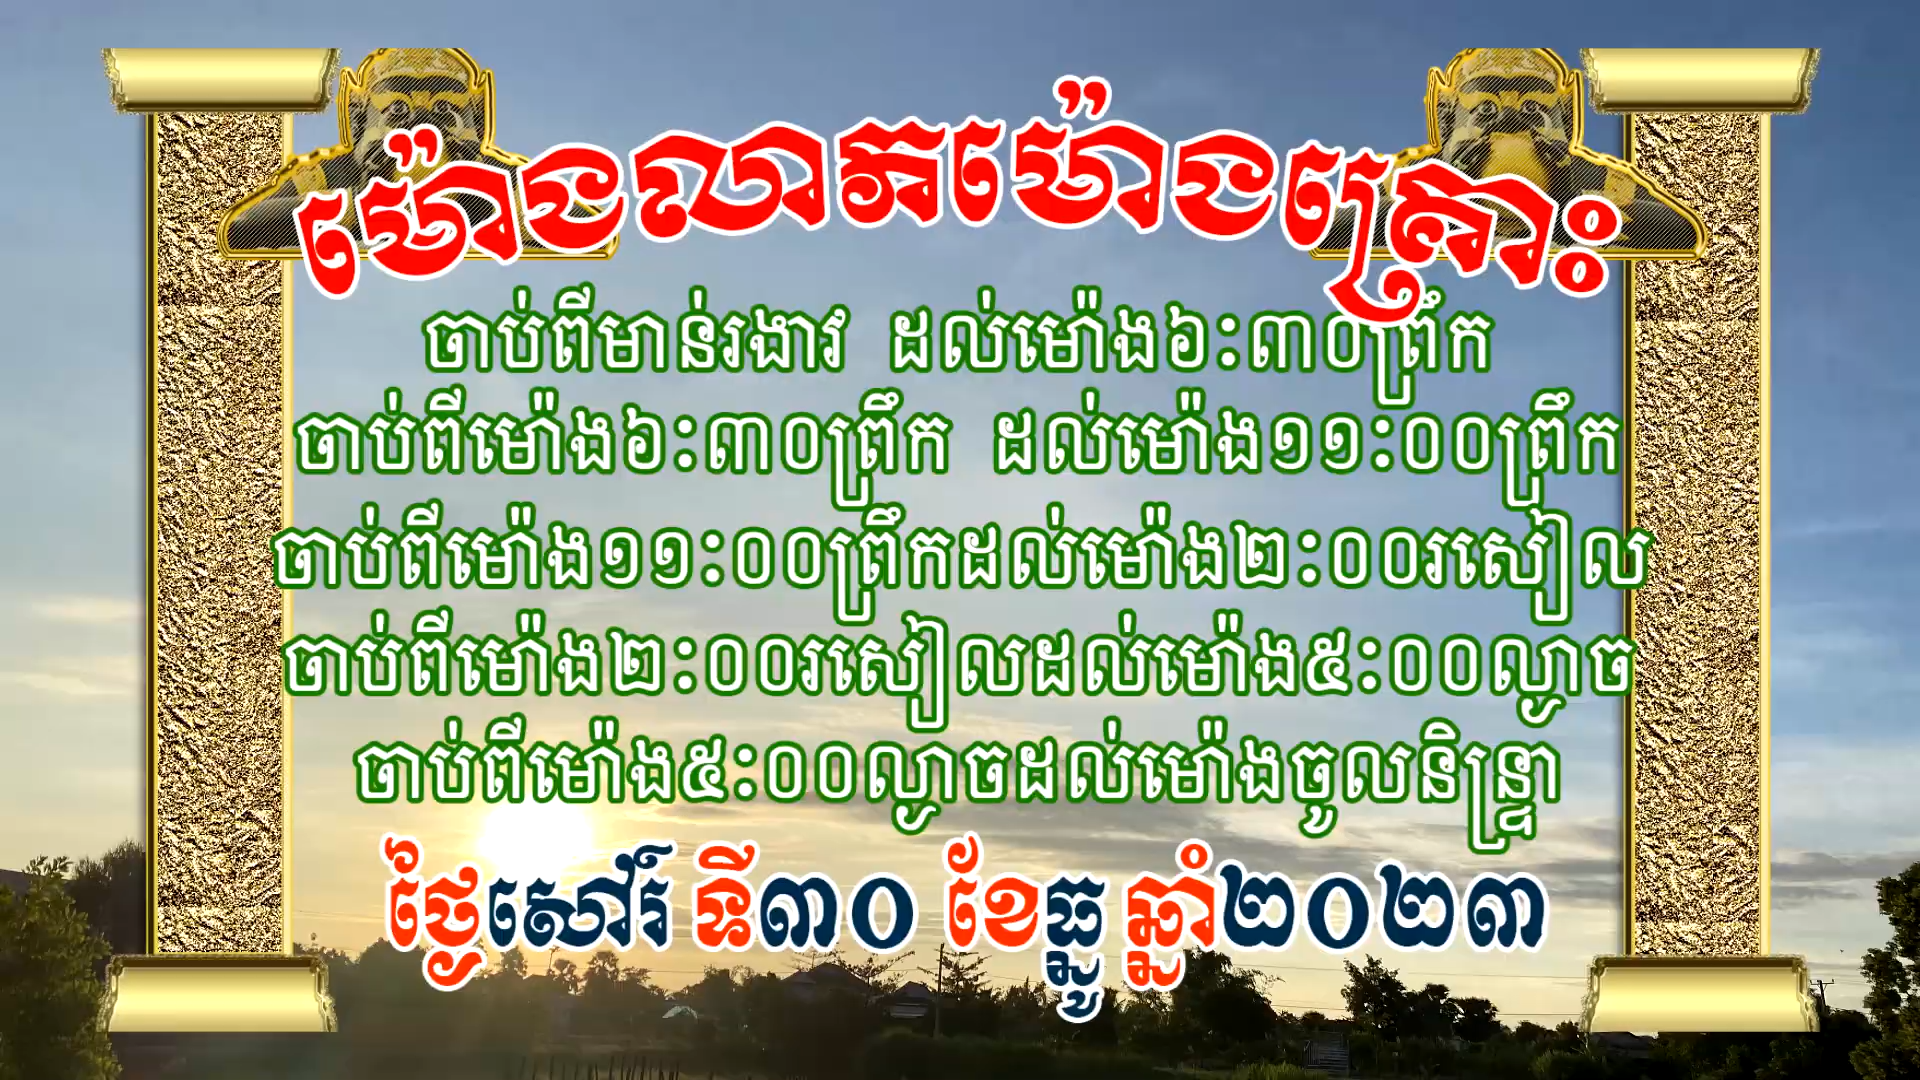 ម៉ោងលាភម៉ោងគ្រោះ
ចាប់ពីមាន់រងាវ ដល់ម៉ោង៦:៣០ព្រឹក
ចាប់ពីម៉ោង៦:៣០ព្រឹក ដល់ម៉ោង១១:០០ព្រឹក
ចាប់ពីម៉ោង១១:០០ព្រឹកដល់ម៉ោង២:០០រសៀល
ចាប់ពីម៉ោង២:០០រសៀលដល់ម៉ោង៥:០០ល្ងាច
ចាប់ពីម៉ោង៥:០០ល្ងាចដល់ម៉ោងចូលនិន្ទ្រា
ថ្ងៃសៅរ៍ ទី៣០ ខែធ្នូ ឆ្នាំ២០២៣